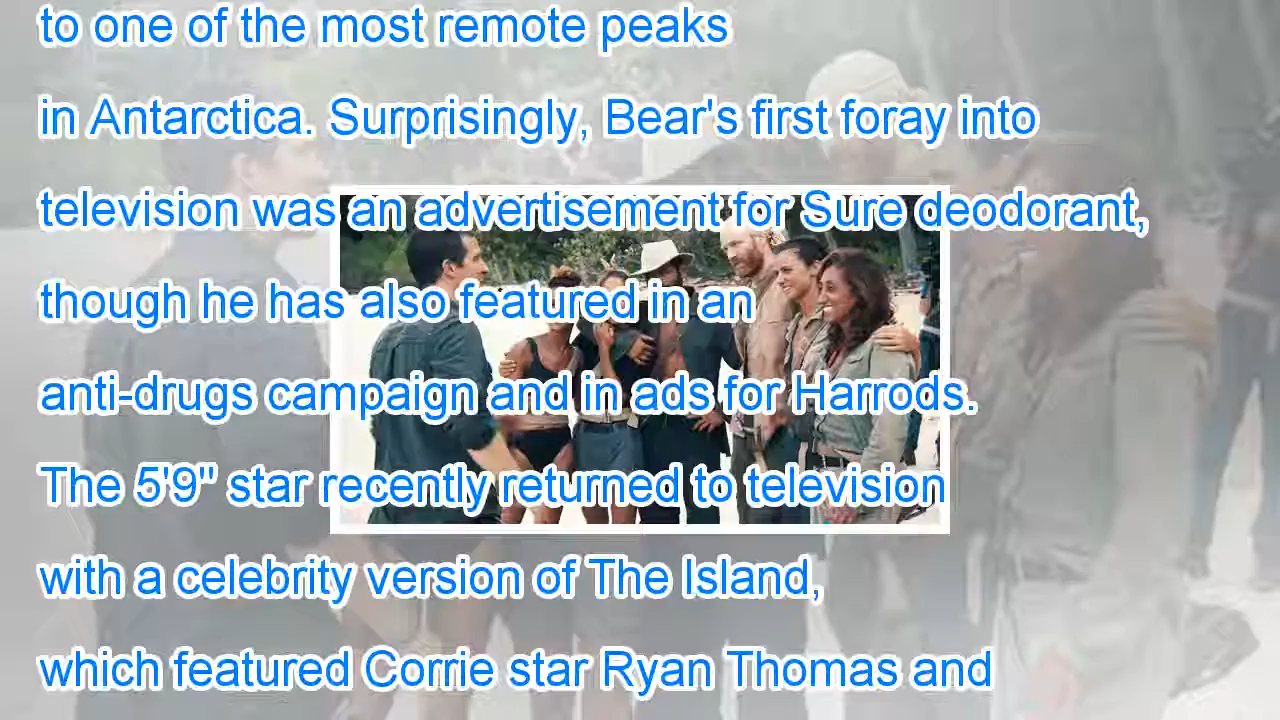 to one of the most remote peaks
in Antarctica. Surprisingly, Bear's first foray into
television was an advertisement for Sure deodorant,
though he has also featured in an
anti-drugs campaign and in ads for Harrods.
The 5'9" star recently returned to television
with a celebrity version of The Island,
which featured Corrie star Ryan Thomas and